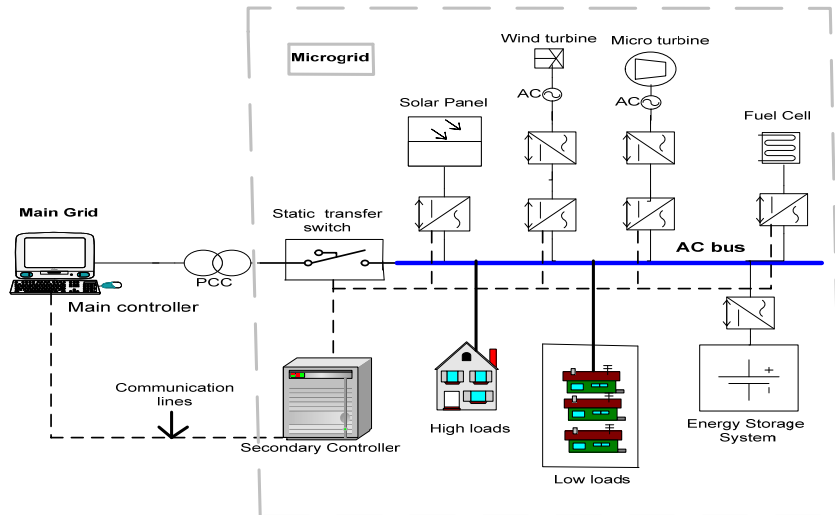 Microgrid
Wind turbine
Micro turbine
AC
AC
Solar Panel
Fuel Cell
Main Grid
Static transfer
switch
AC bus
PCC
Main controller
Communication
lines
High loads
Secondary Controller
Energy Storage
System
Low loads